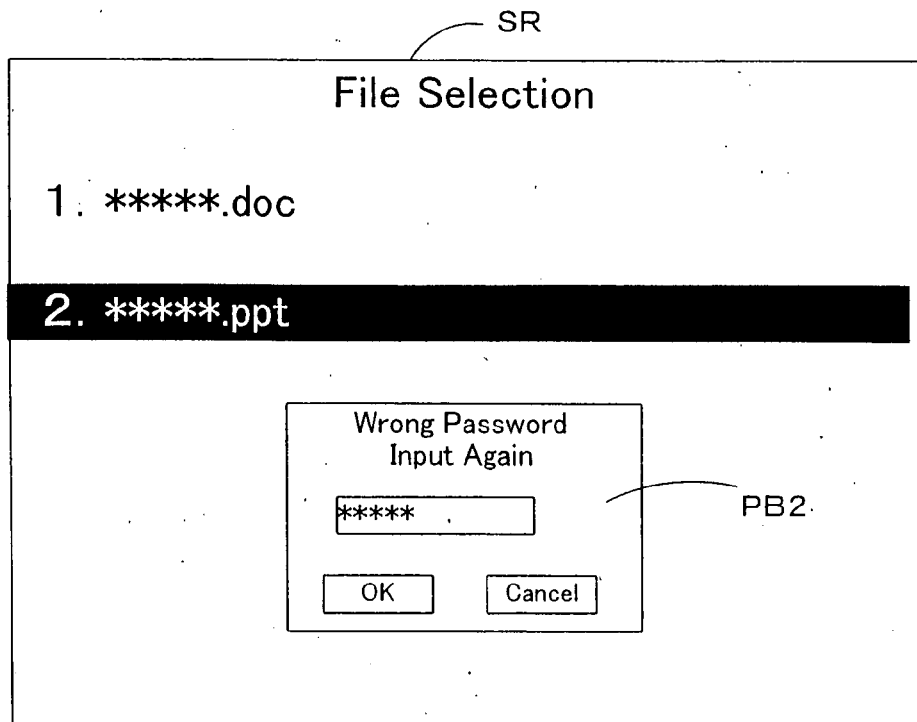 SR
File Selection
1. *****.doc
2. *****.ppt
Wrong Password
Input Again
*****
PB2
OK Cancel